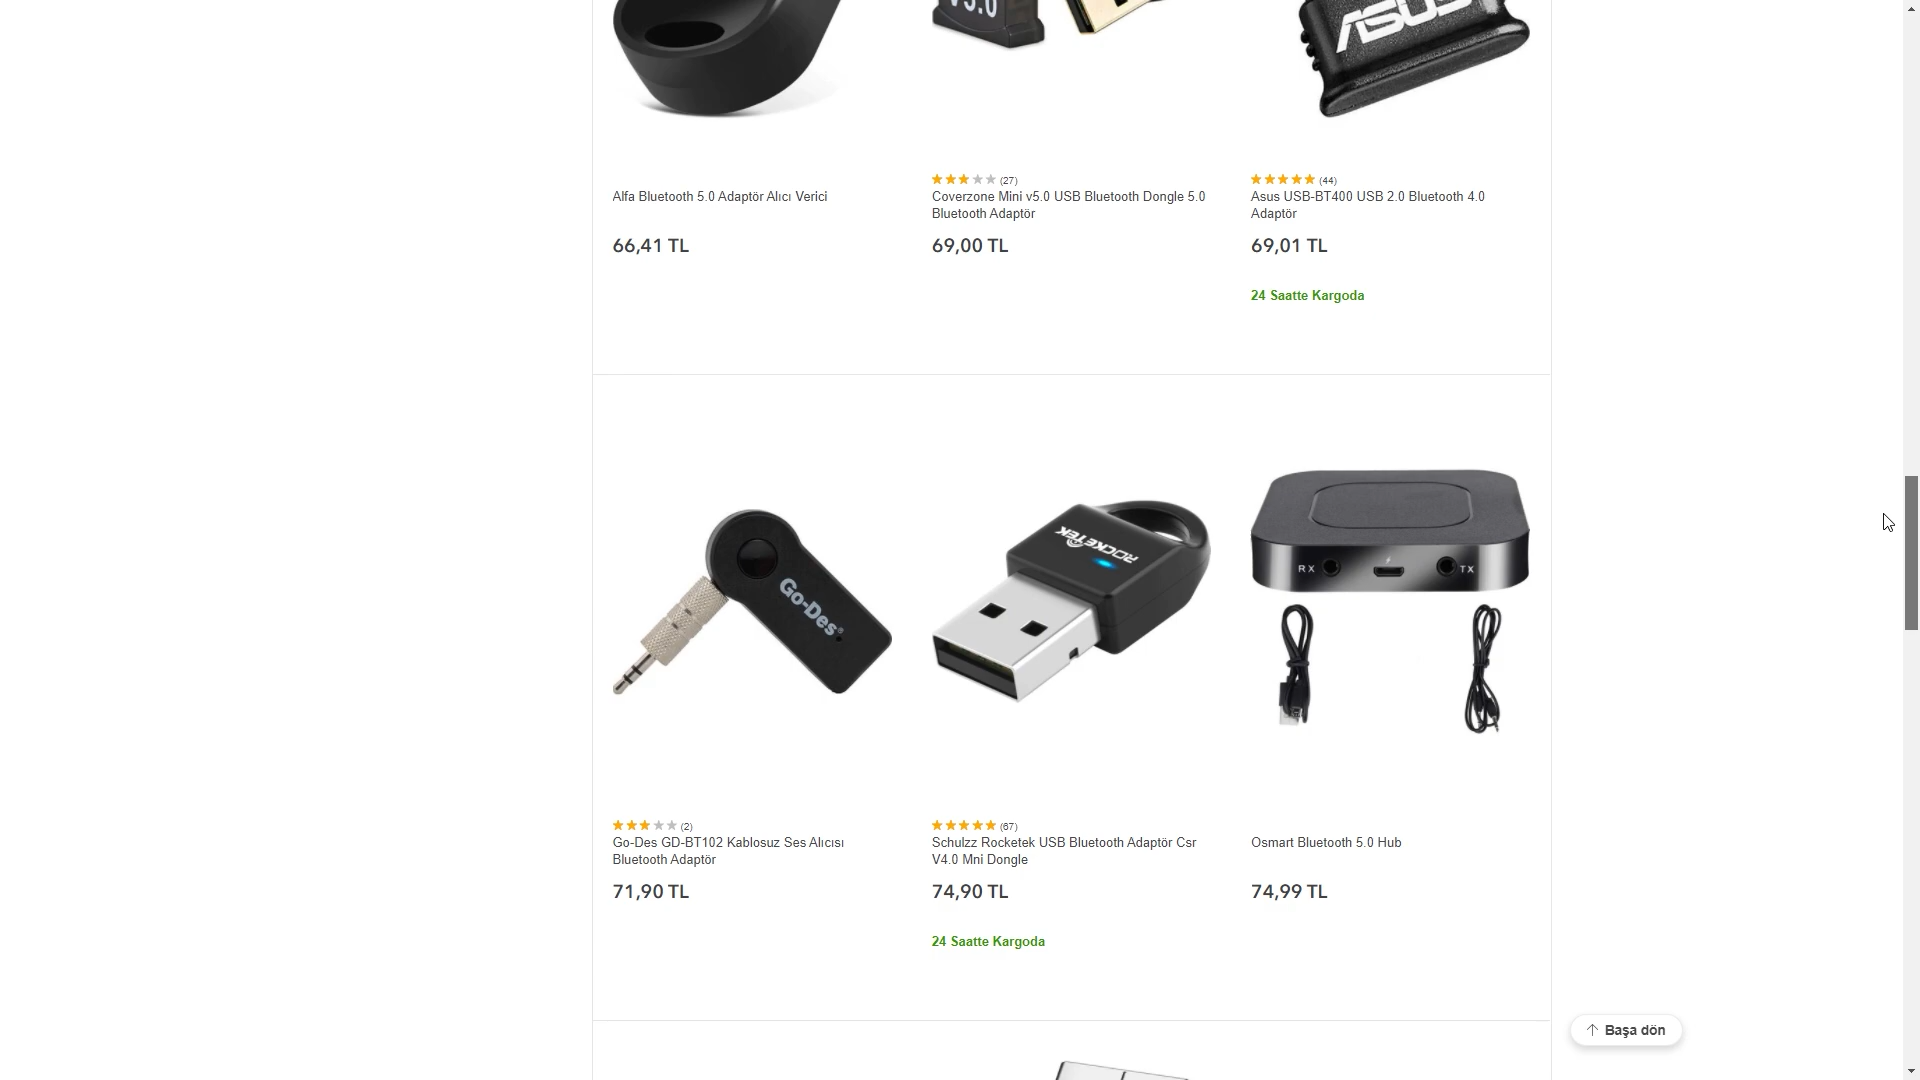 V5.0
ASUS
(27)
(44)
Alfa Bluetooth 5.0 Adaptör Alıcı Verici
Coverzone Mini v5.0 USB Bluetooth Dongle 5.0
Bluetooth Adaptör
Asus USB-BT400 USB 2.0 Bluetooth 4.0
Adaptör
66,41 TL
69,00 TL
69,01 TL
24 Saatte Kargoda
Go-Des®
ROCKETEK
RX
TX
(2)
(67)
Go-Des GD-BT102 Kablosuz Ses Alıcısı
Bluetooth Adaptör
Schulzz Rocketek USB Bluetooth Adaptör Csr
V4.0 Mni Dongle
Osmart Bluetooth 5.0 Hub
71,90 TL
74,90 TL
74,99 TL
24 Saatte Kargoda
Başa dön